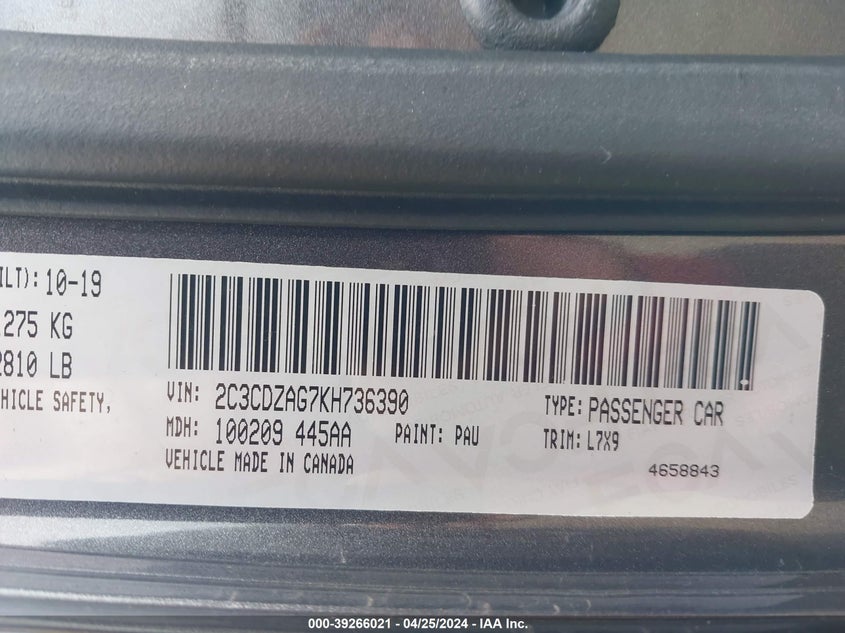 ILT): 10-19
275 KG
2810 LB
HICLE SAFETY,
VIN: 2C3CDZAG7KH736390
TYPE: PASSENGER CAR
MDH: 100209 445AA
PAINT: PAU
TRIM: L7X9
VEHICLE MADE IN CANADA
4658843
000-39266021 - 04/25/2024 - IAA Inc.